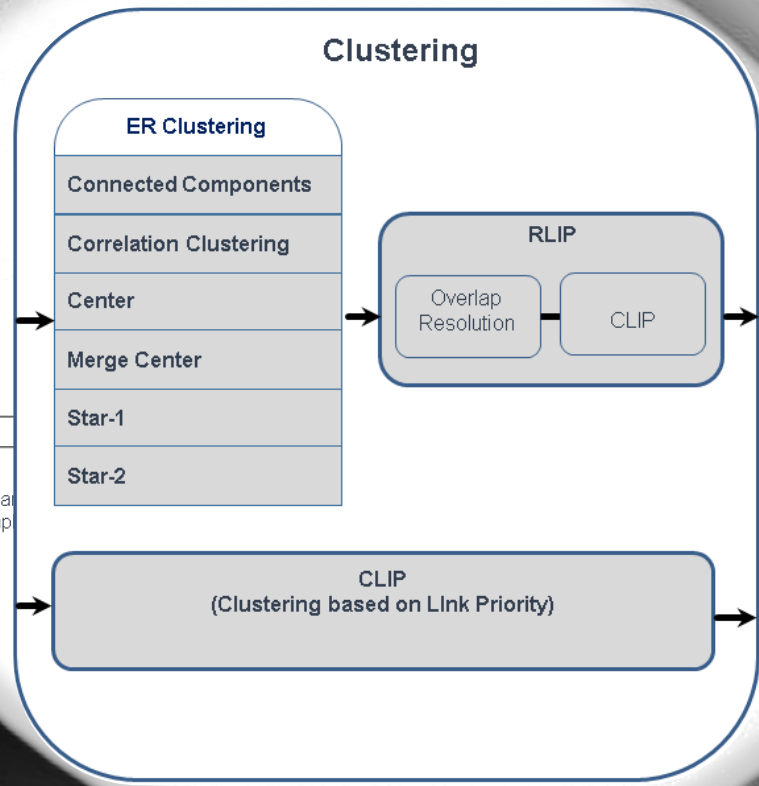 Clustering
ER Clustering
Connected Components
Correlation Clustering
Center
Merge Center
Star-1
Star-2
RLIP
Overlap
Resolution
CLIP
CLIP
(Clustering based on LInk Priority)